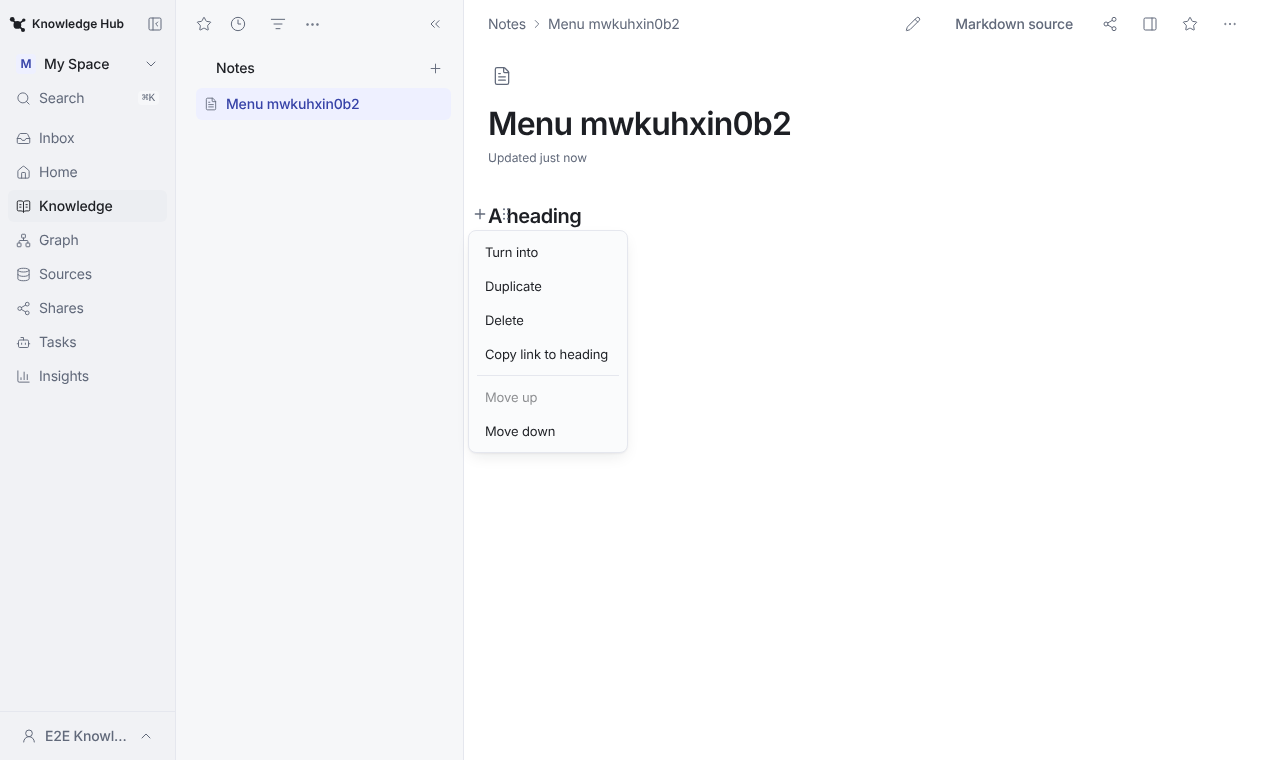 Knowledge Hub
M My Space
Search ⌘K
Inbox
Home
Knowledge
Graph
Sources
Shares
Tasks
Insights
E2E Knowl...
Notes
Menu mwkuhxin0b2
Notes > Menu mwkuhxin0b2
Markdown source
Menu mwkuhxin0b2
Updated just now
A heading
Turn into
Duplicate
Delete
Copy link to heading
Move up
Move down